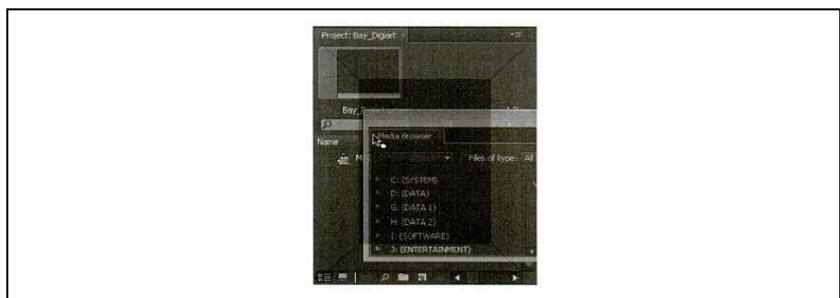 Project: Bay_Digiart ×
Bay_
Media Browser
Name
Files of type: All
C: (SYSTEM)
D: (DATA)
G: (DATA 1)
H: (DATA 2)
I: (SOFTWARE)
J: (ENTERTAINMENT)